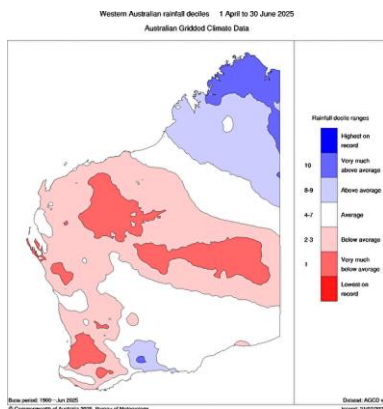 Western Australian rainfall deciles 1 April to 30 June 2025
Australian Gridded Climate Data
Rainfall decile ranges
Highest on
record
10
Very much
above average
8-9
Above average
4-7
Average
2-3
Below average
1
Very much
below average
Lowest on
record
Base period: 1900-Jun 2025
Dataset: AGCD v
© Commonwealth of Australia 2025, Bureau of Meteorology
Issued: